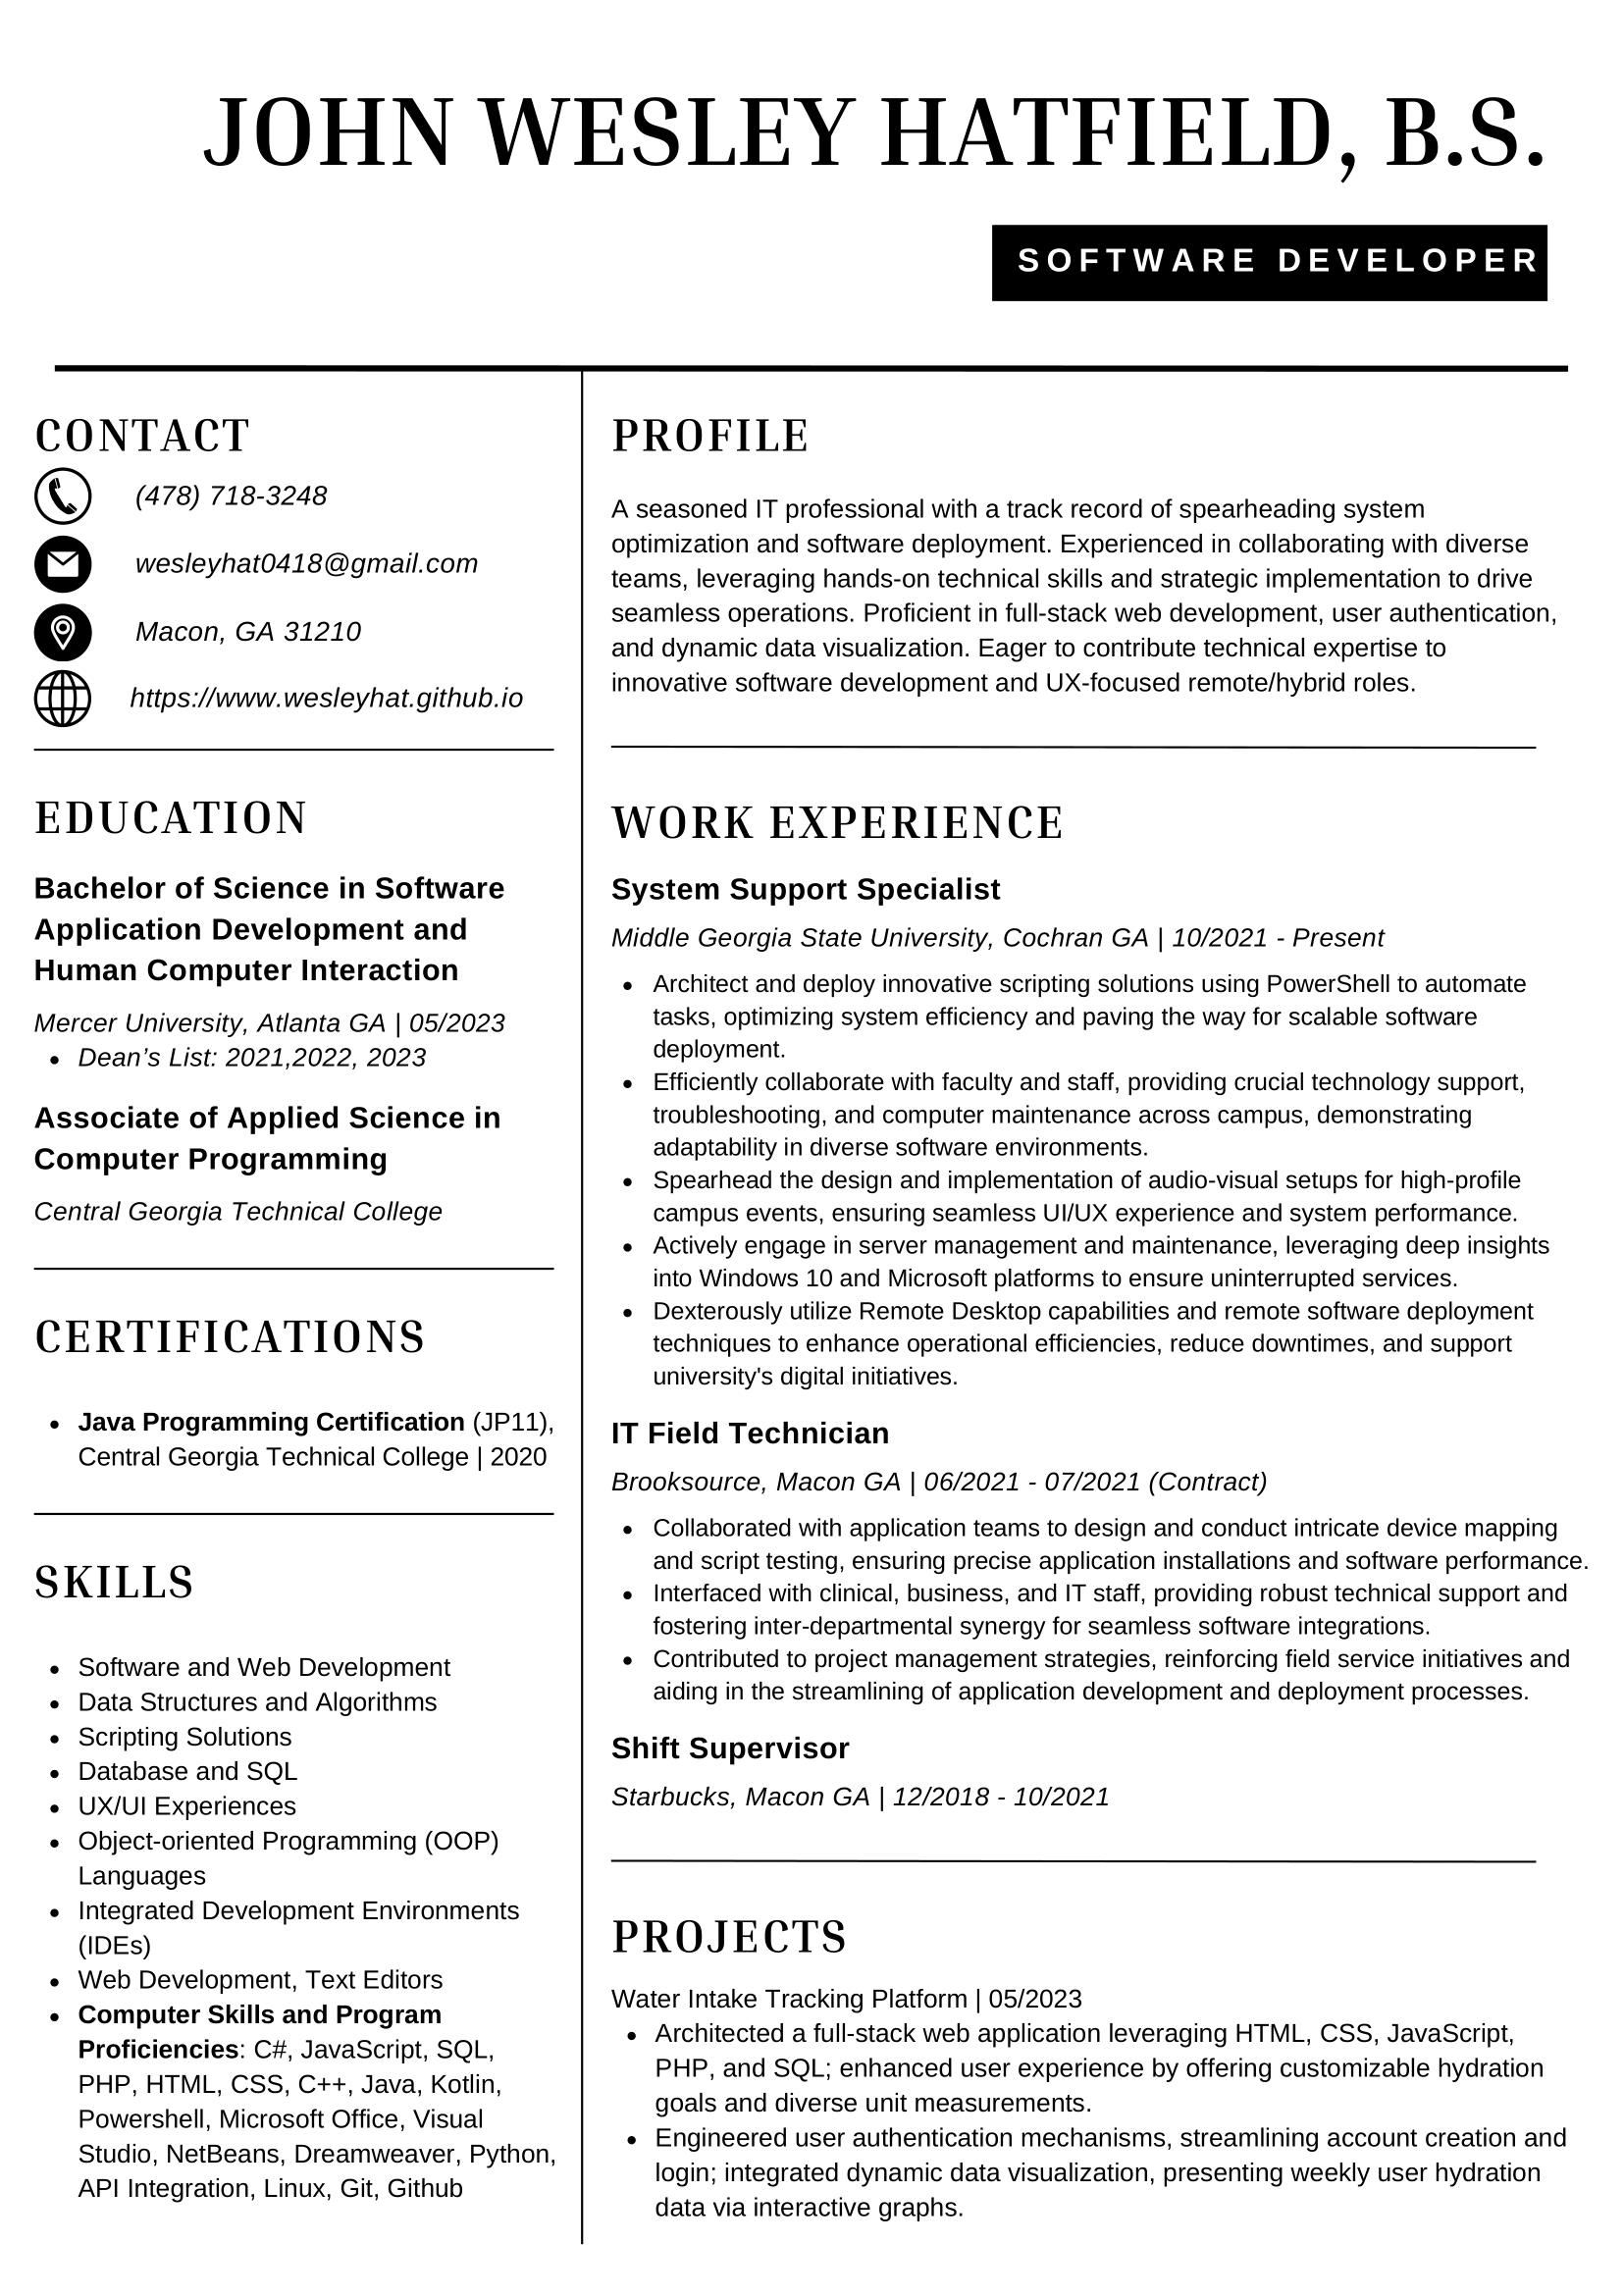 JOHN WESLEY HATFIELD, B.S.
SOFTWARE DEVELOPER
CONTACT
(478) 718-3248
wesleyhat0418@gmail.com
Macon, GA 31210
https://www.wesleyhat.github.io
EDUCATION
Bachelor of Science in Software
Application Development and
Human Computer Interaction
Mercer University, Atlanta GA | 05/2023
• Dean’s List: 2021,2022, 2023
Associate of Applied Science in
Computer Programming
Central Georgia Technical College
CERTIFICATIONS
• Java Programming Certification (JP11),
Central Georgia Technical College | 2020
SKILLS
• Software and Web Development
• Data Structures and Algorithms
• Scripting Solutions
• Database and SQL
• UX/UI Experiences
• Object-oriented Programming (OOP)
Languages
• Integrated Development Environments
(IDEs)
• Web Development, Text Editors
• Computer Skills and Program
Proficiencies: C#, JavaScript, SQL,
PHP, HTML, CSS, C++, Java, Kotlin,
Powershell, Microsoft Office, Visual
Studio, NetBeans, Dreamweaver, Python,
API Integration, Linux, Git, Github
PROFILE
A seasoned IT professional with a track record of spearheading system
optimization and software deployment. Experienced in collaborating with diverse
teams, leveraging hands-on technical skills and strategic implementation to drive
seamless operations. Proficient in full-stack web development, user authentication,
and dynamic data visualization. Eager to contribute technical expertise to
innovative software development and UX-focused remote/hybrid roles.
WORK EXPERIENCE
System Support Specialist
Middle Georgia State University, Cochran GA | 10/2021 - Present
• Architect and deploy innovative scripting solutions using PowerShell to automate
tasks, optimizing system efficiency and paving the way for scalable software
deployment.
• Efficiently collaborate with faculty and staff, providing crucial technology support,
troubleshooting, and computer maintenance across campus, demonstrating
adaptability in diverse software environments.
• Spearhead the design and implementation of audio-visual setups for high-profile
campus events, ensuring seamless UI/UX experience and system performance.
• Actively engage in server management and maintenance, leveraging deep insights
into Windows 10 and Microsoft platforms to ensure uninterrupted services.
• Dexterously utilize Remote Desktop capabilities and remote software deployment
techniques to enhance operational efficiencies, reduce downtimes, and support
university's digital initiatives.
IT Field Technician
Brooksource, Macon GA | 06/2021 - 07/2021 (Contract)
• Collaborated with application teams to design and conduct intricate device mapping
and script testing, ensuring precise application installations and software performance.
• Interfaced with clinical, business, and IT staff, providing robust technical support and
fostering inter-departmental synergy for seamless software integrations.
• Contributed to project management strategies, reinforcing field service initiatives and
aiding in the streamlining of application development and deployment processes.
Shift Supervisor
Starbucks, Macon GA | 12/2018 - 10/2021
PROJECTS
Water Intake Tracking Platform | 05/2023
• Architected a full-stack web application leveraging HTML, CSS, JavaScript,
PHP, and SQL; enhanced user experience by offering customizable hydration
goals and diverse unit measurements.
• Engineered user authentication mechanisms, streamlining account creation and
login; integrated dynamic data visualization, presenting weekly user hydration
data via interactive graphs.